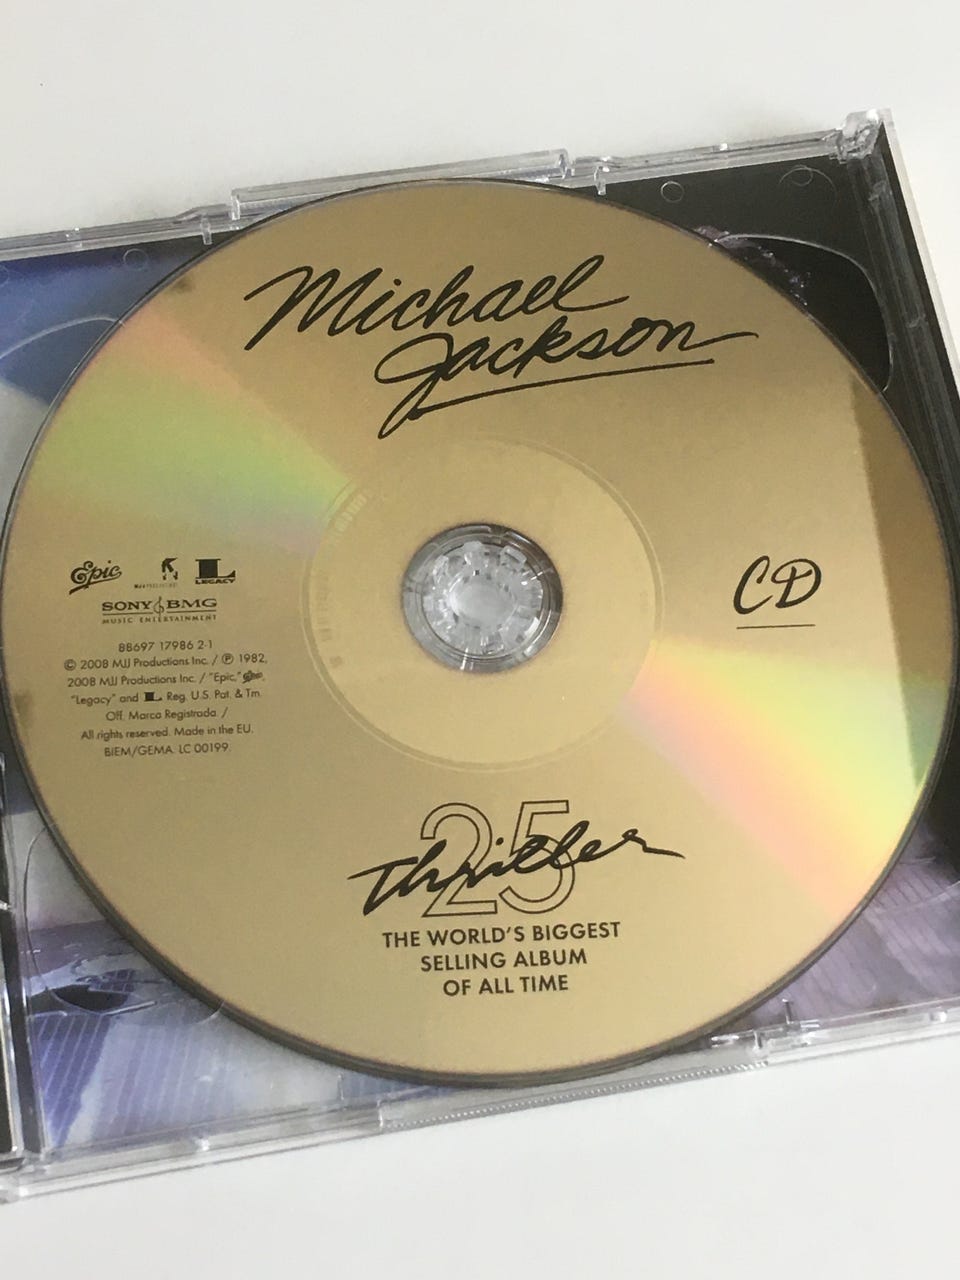 Michael
Jackson
Epic
LEGACY
SONY BMG
MUSIC ENTERTAINMENT
88697 17986 2-1
© 2008 MJJ Productions Inc. / ℗ 1982,
2008 MJJ Productions Inc. / "Epic," Epic,
"Legacy" and L Reg. U.S. Pat. & Tm.
Off. Marca Registrada. /
All rights reserved. Made in the EU.
BIEM/GEMA. LC 00199.
CD
25
Thriller
THE WORLD'S BIGGEST
SELLING ALBUM
OF ALL TIME